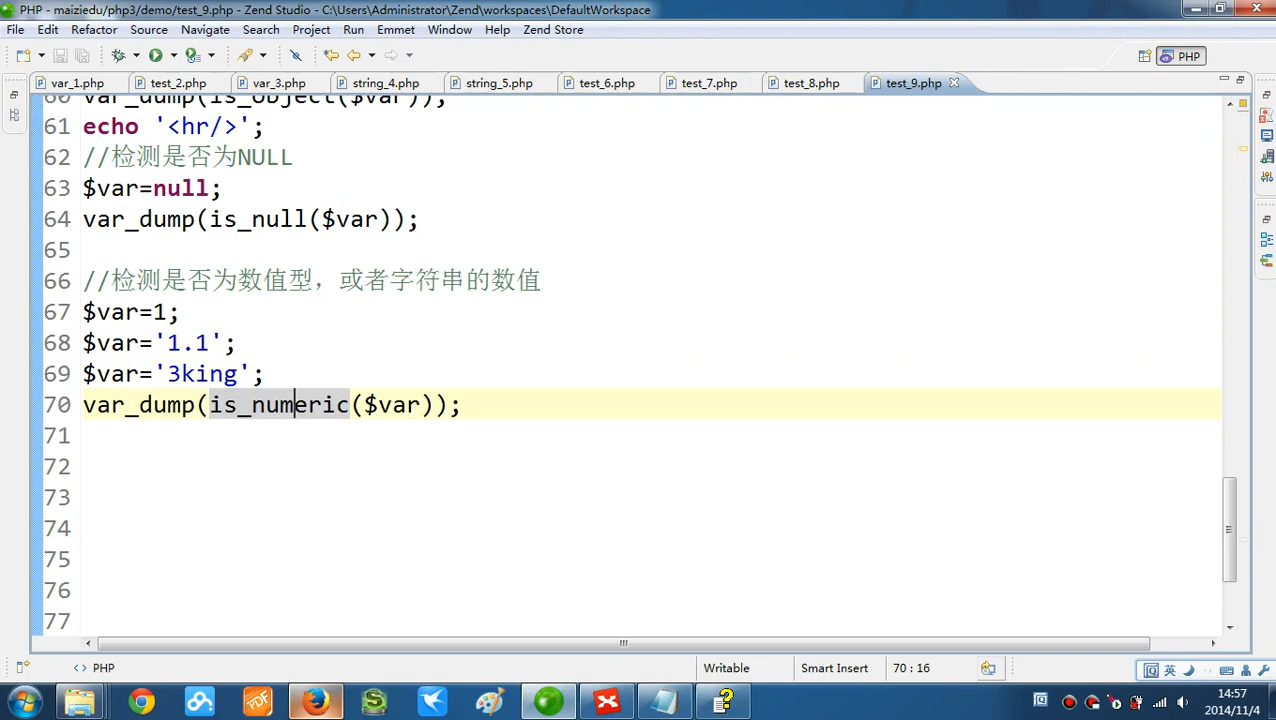 PHP - maiziedu/php3/demo/test_9.php - Zend Studio - C:\Users\Administrator\Zend\workspaces\DefaultWorkspace
File Edit Refactor Source Navigate Search Project Run Emmet Window Help Zend Store
PHP
var_1.php test_2.php var_3.php string_4.php string_5.php test_6.php test_7.php test_8.php test_9.php
60 var_dump(is_object($var));
61 echo '<hr/>';
62 //检测是否为NULL
63 $var=null;
64 var_dump(is_null($var));
65
66 //检测是否为数值型，或者字符串的数值
67 $var=1;
68 $var='1.1';
69 $var='3king';
70 var_dump(is_numeric($var));
71
72
73
74
75
76
77
PHP Writable Smart Insert 70 : 16
英
PDF
14:57
2014/11/4